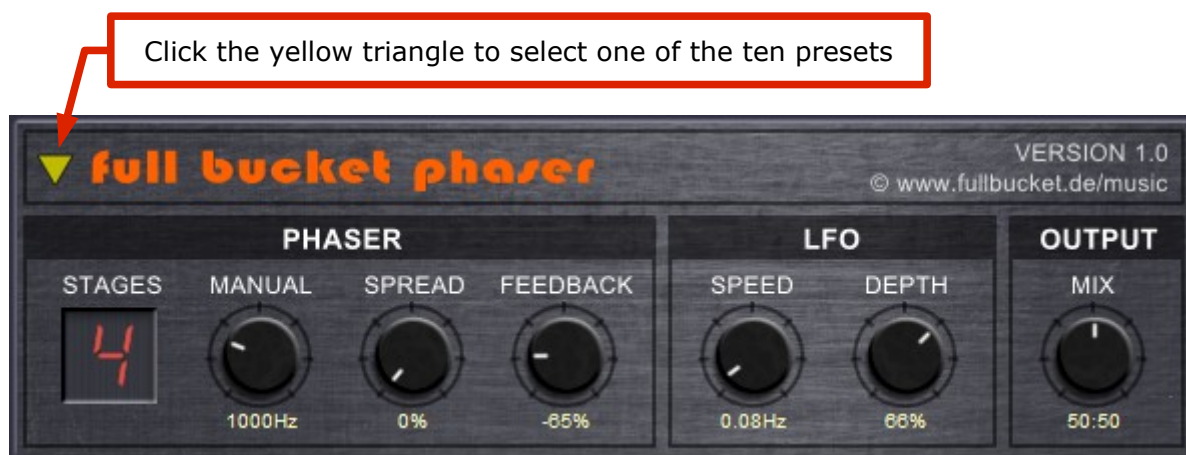 Click the yellow triangle to select one of the ten presets
full bucket phaser
VERSION 1.0
© www.fullbucket.de/music
PHASER
LFO
OUTPUT
STAGES MANUAL SPREAD FEEDBACK SPEED DEPTH MIX
4
1000Hz 0% -65% 0.08Hz 66% 50:50